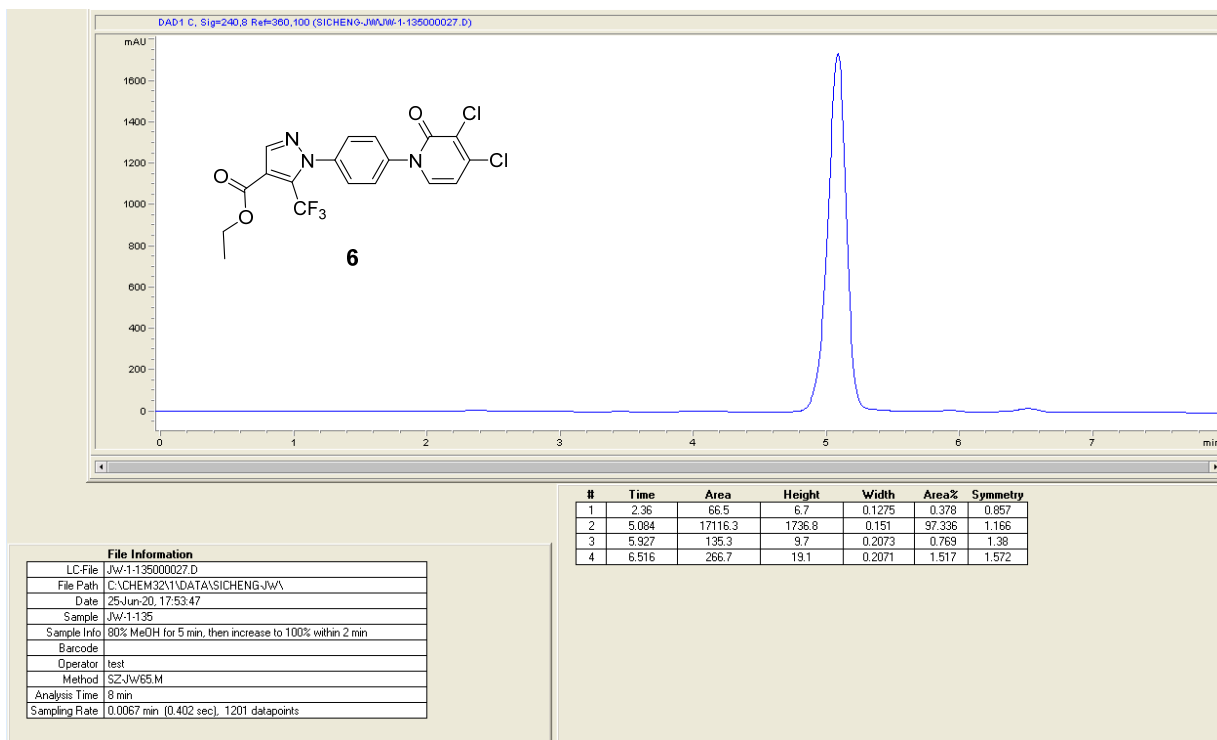 DAD1 C, Sig=240,8 Ref=360,100 (SICHENG-JW\JW-1-135000027.D)
mAU
1600
1400
1200
1000
800
600
400
200
0
0 1 2 3 4 5 6 7 min
O Cl
N
N N Cl
O
O CF3
6
# Time Area Height Width Area% Symmetry
1 2.36 66.5 6.7 0.1275 0.378 0.857
2 5.084 17116.3 1736.8 0.151 97.336 1.166
3 5.927 135.3 9.7 0.2073 0.769 1.38
4 6.516 266.7 19.1 0.2071 1.517 1.572
File Information
LC-File JW-1-135000027.D
File Path C:\CHEM32\1\DATA\SICHENG-JW\
Date 25-Jun-20, 17:53:47
Sample JW-1-135
Sample Info 80% MeOH for 5 min, then increase to 100% within 2 min
Barcode
Operator test
Method SZ-JW65.M
Analysis Time 8 min
Sampling Rate 0.0067 min (0.402 sec), 1201 datapoints